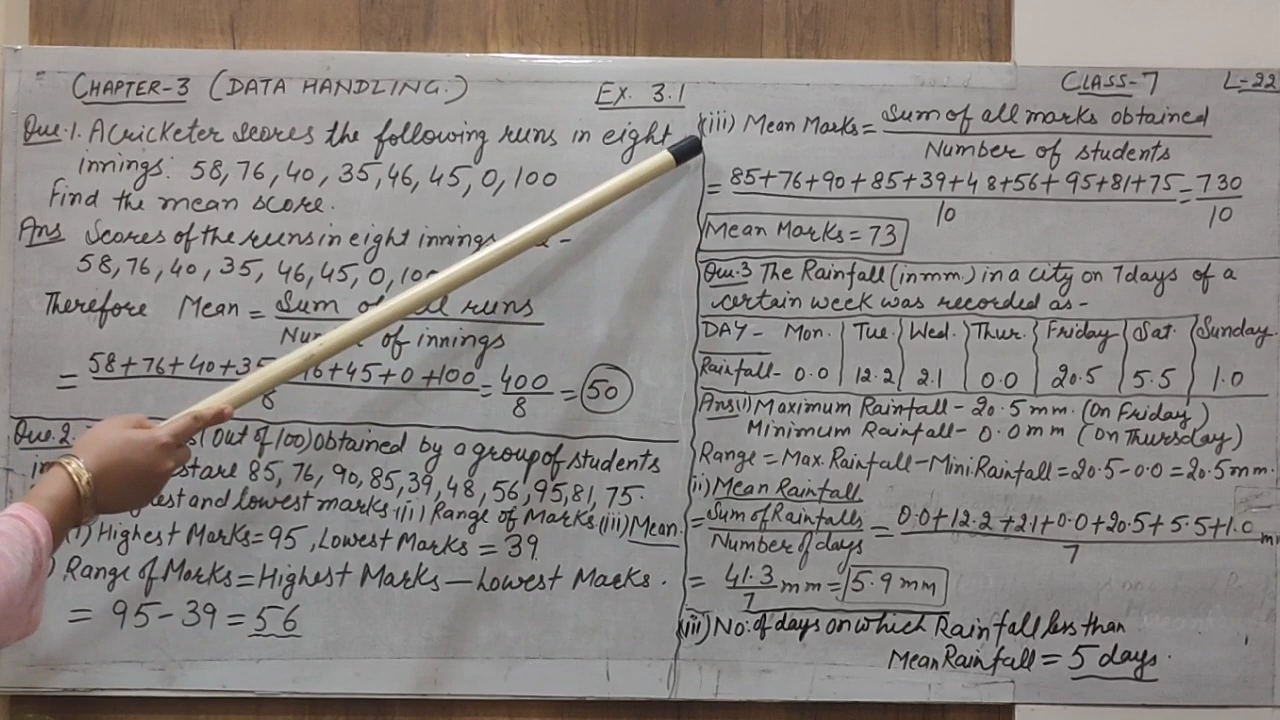 CHAPTER-3 (DATA HANDLING.)
EX. 3.1
CLASS-7
L-22
Que.1. A Cricketer scores the following runs in eight
innings: 58, 76, 40, 35, 46, 45, 0, 100
Find the mean score.
Ans Scores of the runs in eight innings -
58, 76, 40, 35, 46, 45, 0, 100
Therefore Mean = Sum of all runs
Number of innings
= 58+76+40+35 46+45+0+100 = 400 = 50
8 8
Que.2. (out of 100) obtained by a group of students
are 85, 76, 90, 85, 39, 48, 56, 95, 81, 75.
and lowest marks (ii) Range of Marks (iii) Mean.
(i) Highest Marks = 95, Lowest Marks = 39
) Range of Marks = Highest Marks - Lowest Marks.
= 95-39 = 56
(iii) Mean Marks = Sum of all marks obtained
Number of students
= 85+76+90+85+39+48+56+95+81+75 = 730
10 10
Mean Marks = 73
Que.3 The Rainfall (in mm.) in a city on 7 days of a
certain week was recorded as -
DAY - Mon. Tue. Wed. Thur. Friday Sat. Sunday
Rainfall - 0.0 12.2 2.1 0.0 20.5 5.5 1.0
Ans (i) Maximum Rainfall - 20.5 mm. (On Friday)
Minimum Rainfall - 0.0 mm (On Thursday)
Range = Max. Rainfall - Mini. Rainfall = 20.5 - 0.0 = 20.5 mm.
(ii) Mean Rainfall
= Sum of Rainfalls = 0.0+12.2+2.1+0.0+20.5+5.5+1.0 mm
Number of days 7
= 41.3 mm = 5.9 mm
7
(iii) No. of days on which Rainfall less than
Mean Rainfall = 5 days.